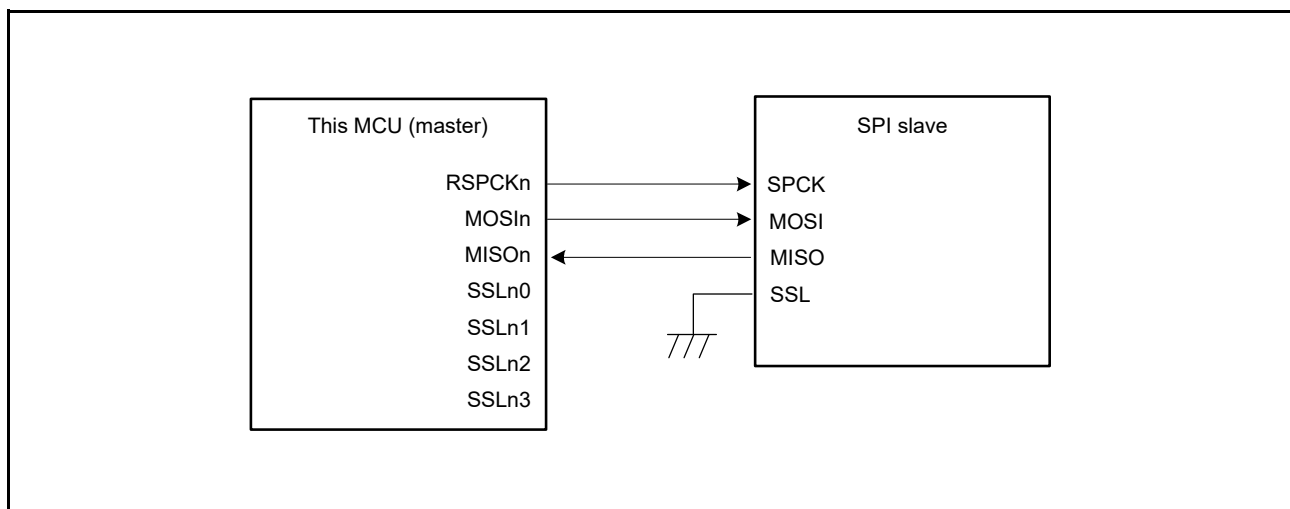 This MCU (master)
RSPCKn
MOSIn
MISOn
SSLn0
SSLn1
SSLn2
SSLn3
SPI slave
SPCK
MOSI
MISO
SSL